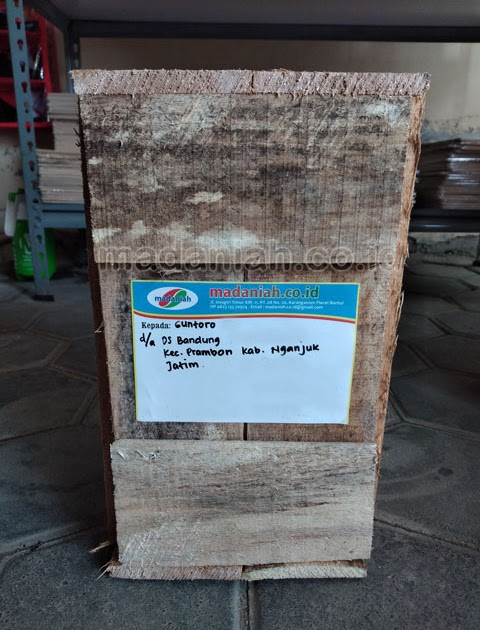 madaniah.co.id
madaniah
madaniah.co.id
Kepada: Guntoro
d/a DS Bandung
Kec. Prambon Kab. Nganjuk
Jatim